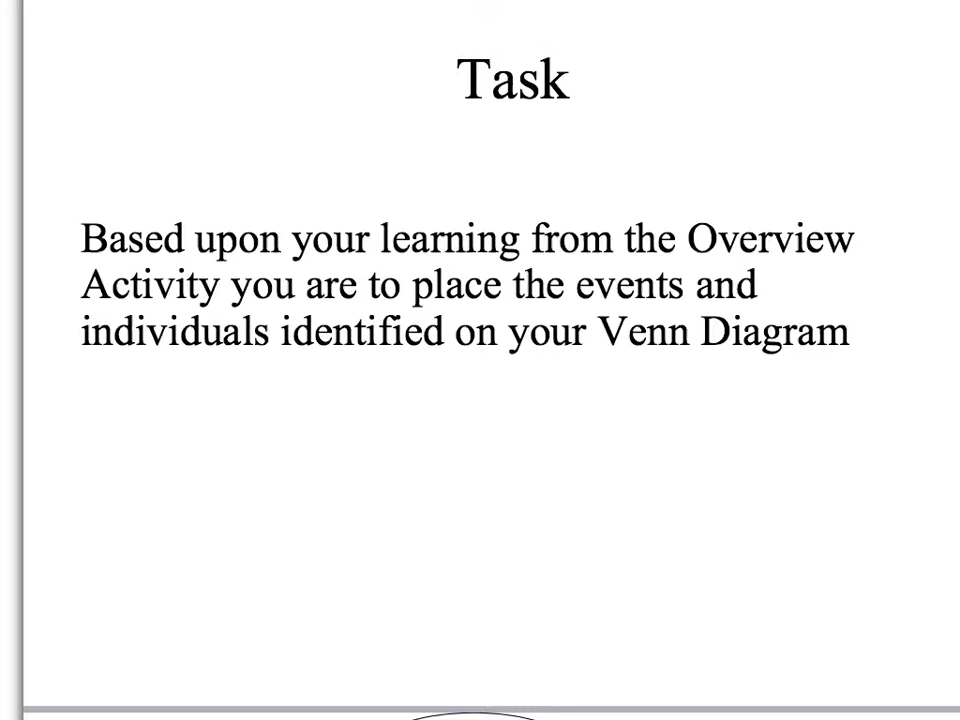 Task
Based upon your learning from the Overview
Activity you are to place the events and
individuals identified on your Venn Diagram